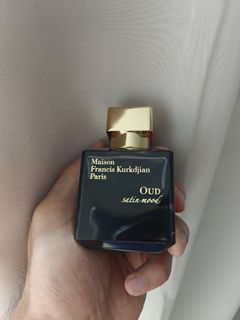 Maison
Francis Kurkdjian
Paris
OUD
satin mood